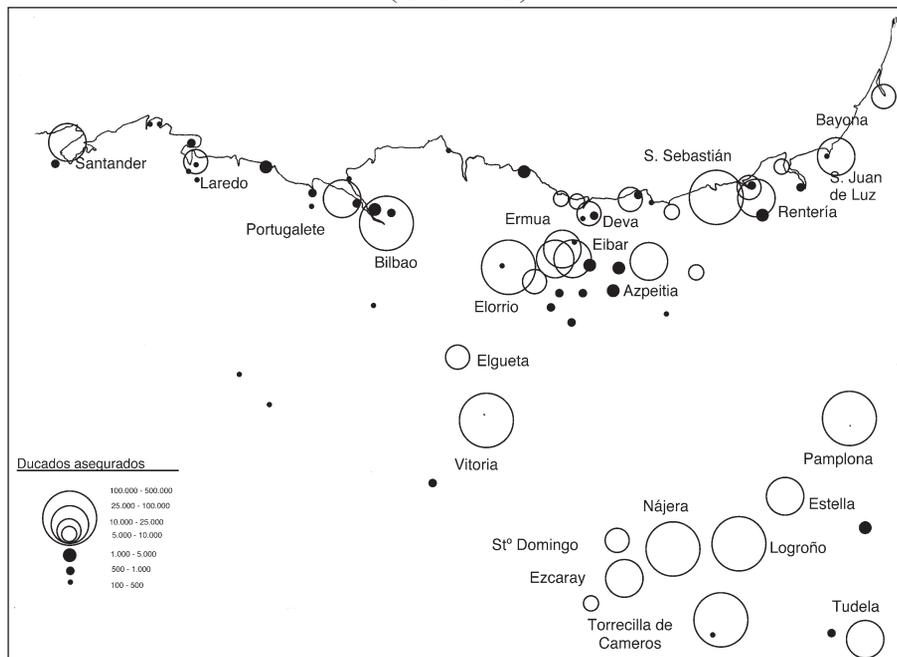 Bayona
S. Sebastián
Santander
Laredo
S. Juan
de Luz
Rentería
Portugalete
Ermua
Deva
Eibar
Bilbao
Elorrio
Azpeitia
Elgueta
Vitoria
Pamplona
Ducados asegurados
100.000 - 500.000
25.000 - 100.000
10.000 - 25.000
5.000 - 10.000
1.000 - 5.000
500 - 1.000
100 - 500
Nájera
Estella
Stº Domingo
Logroño
Ezcaray
Torrecilla de
Cameros
Tudela